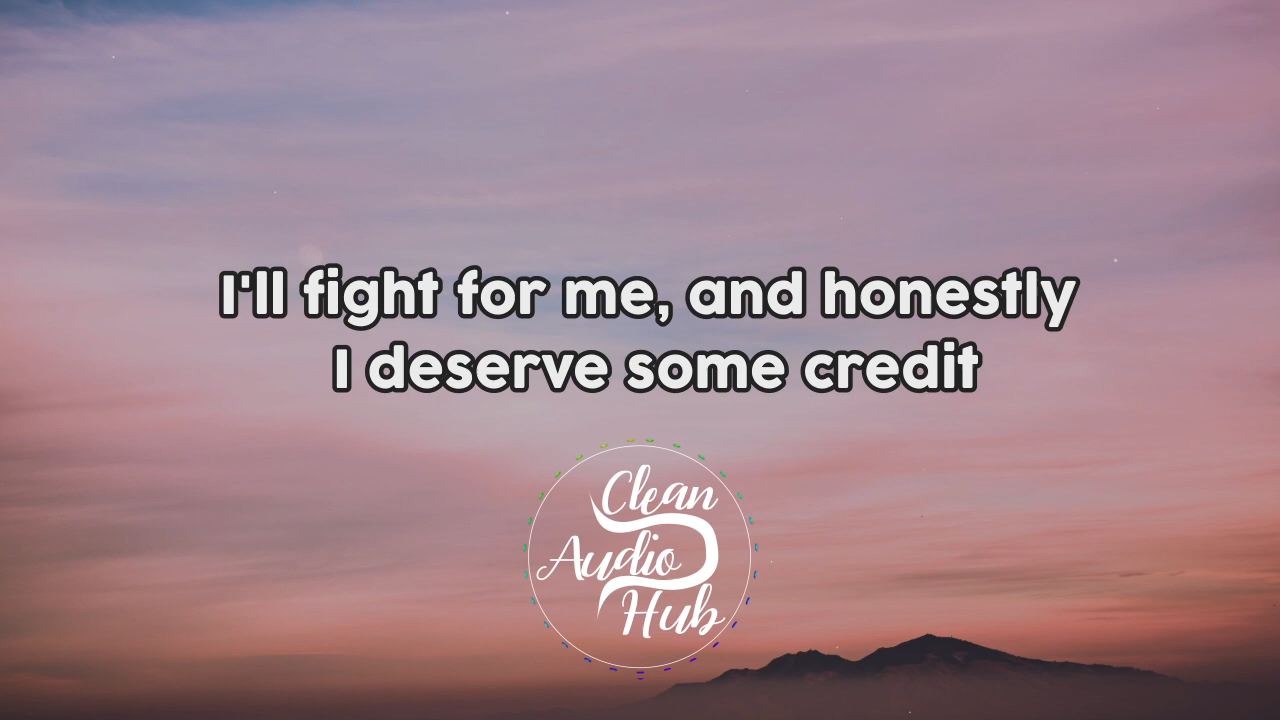 I'll fight for me, and honestly
I deserve some credit
Clean
Audio
Hub